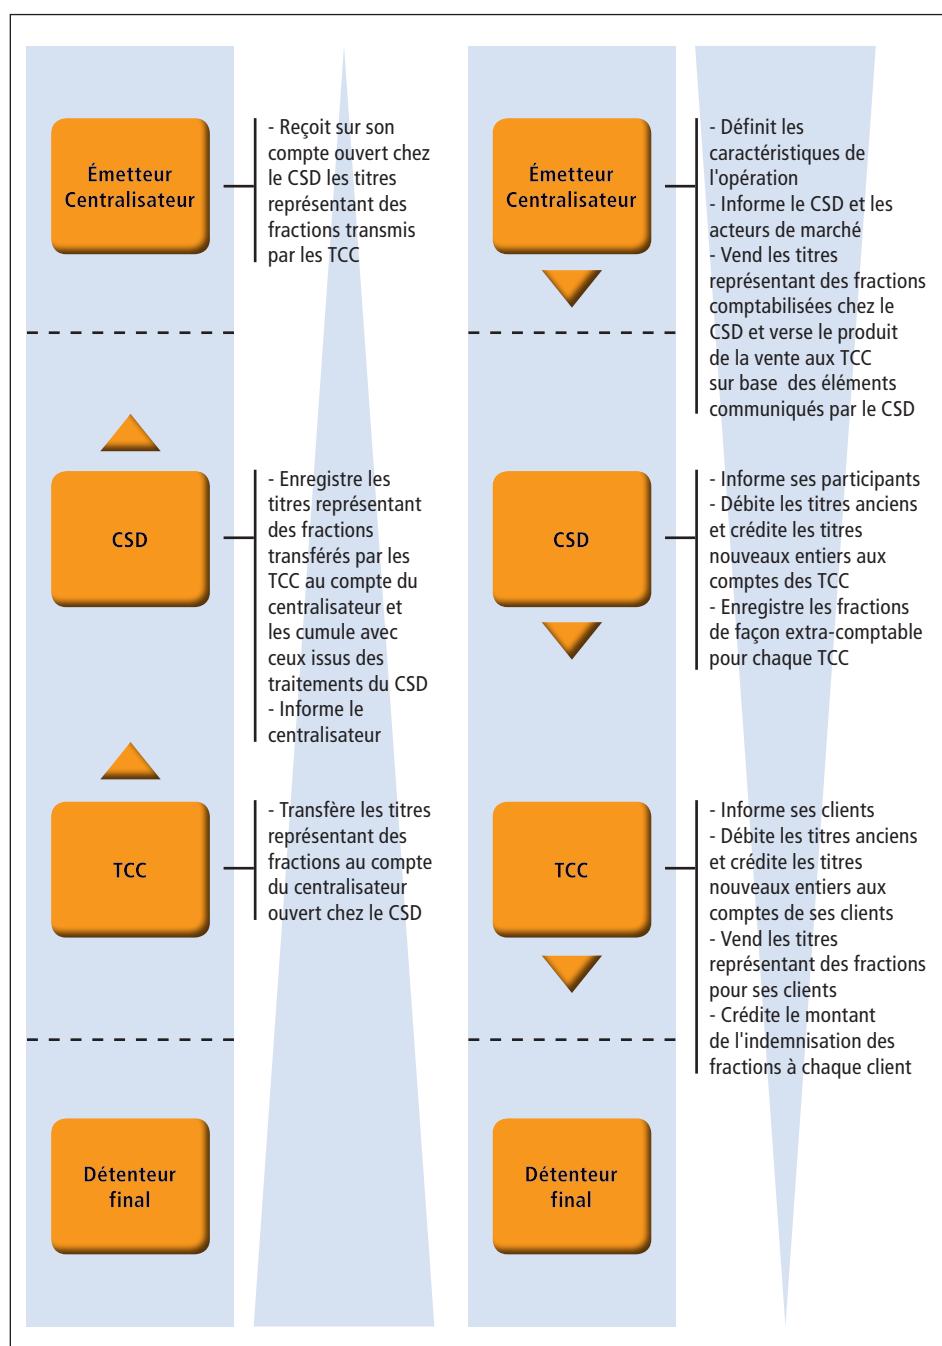 Émetteur
Centralisateur
- Reçoit sur son
compte ouvert chez
le CSD les titres
représentant des
fractions transmis
par les TCC
CSD
- Enregistre les
titres représentant
des fractions
transférés par les
TCC au compte du
centralisateur et
les cumule avec
ceux issus des
traitements du CSD
- Informe le
centralisateur
TCC
- Transfère les titres
représentant des
fractions au compte
du centralisateur
ouvert chez le CSD
Détenteur
final
Émetteur
Centralisateur
- Définit les
caractéristiques de
l'opération
- Informe le CSD et les
acteurs de marché
- Vend les titres
représentant des fractions
comptabilisées chez le
CSD et verse le produit
de la vente aux TCC
sur base des éléments
communiqués par le CSD
CSD
- Informe ses participants
- Débite les titres anciens
et crédite les titres
nouveaux entiers aux
comptes des TCC
- Enregistre les fractions
de façon extra-comptable
pour chaque TCC
TCC
- Informe ses clients
- Débite les titres anciens
et crédite les titres
nouveaux entiers aux
comptes de ses clients
- Vend les titres
représentant des fractions
pour ses clients
- Crédite le montant
de l'indemnisation des
fractions à chaque client
Détenteur
final